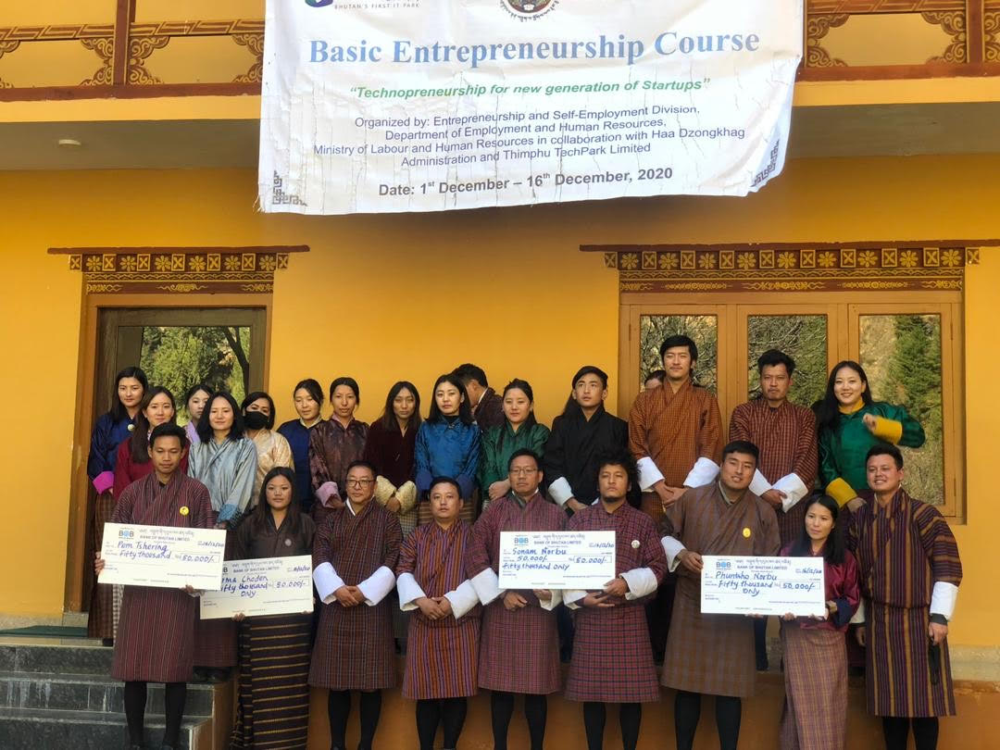 BHUTAN'S FIRST IT PARK
Basic Entrepreneurship Course
"Technopreneurship for new generation of Startups"
Organized by: Entrepreneurship and Self-Employment Division,
Department of Employment and Human Resources,
Ministry of Labour and Human Resources in collaboration with Haa Dzongkhag
Administration and Thimphu TechPark Limited
Date: 1st December – 16th December, 2020
BOB
BANK OF BHUTAN LIMITED
Pem Tshering
Fifty thousand
50,000/-
BANK OF BHUTAN LIMITED
Choden
fifty thousand
50,000/-
ONLY
BOB
BANK OF BHUTAN LIMITED
Sonam Norbu
50,000/-
50,000/-
fifty thousand only
BOB
BANK OF BHUTAN LIMITED
Phuntsho Norbu
Fifty thousand
50,000/-
ONLY